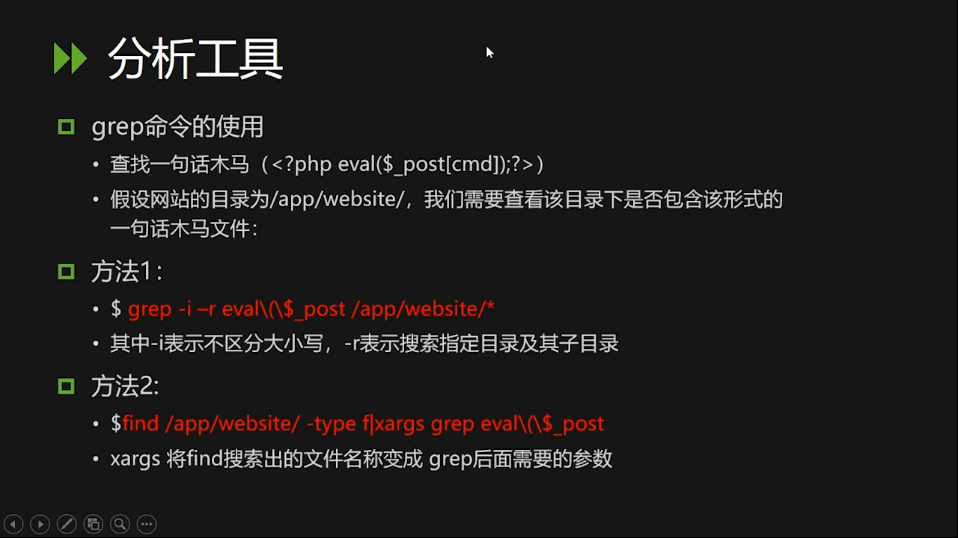 分析工具
grep命令的使用
• 查找一句话木马（<?php eval($_post[cmd]);?>）
• 假设网站的目录为/app/website/，我们需要查看该目录下是否包含该形式的
一句话木马文件：
方法1：
• $ grep -i –r eval\(\$_post /app/website/*
• 其中-i表示不区分大小写，-r表示搜索指定目录及其子目录
方法2:
• $find /app/website/ -type f|xargs grep eval\(\$_post
• xargs 将find搜索出的文件名称变成 grep后面需要的参数